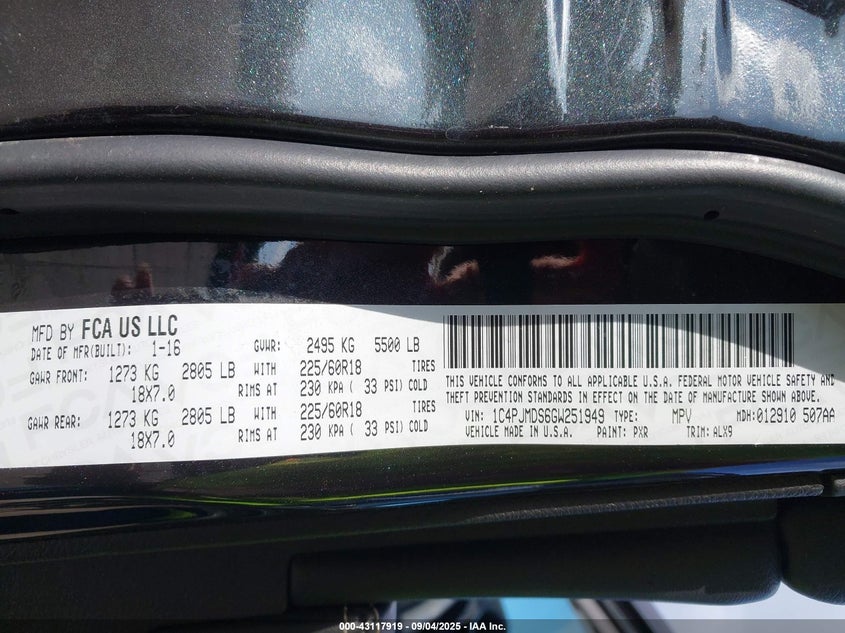 MFD BY FCA US LLC
DATE OF MFR(BUILT): 1-16 GVWR: 2495 KG 5500 LB
GAWR FRONT: 1273 KG 2805 LB WITH 225/60R18 TIRES
18X7.0 RIMS AT 230 KPA ( 33 PSI) COLD
GAWR REAR: 1273 KG 2805 LB WITH 225/60R18 TIRES
18X7.0 RIMS AT 230 KPA ( 33 PSI) COLD
THIS VEHICLE CONFORMS TO ALL APPLICABLE U.S.A. FEDERAL MOTOR VEHICLE SAFETY AND
THEFT PREVENTION STANDARDS IN EFFECT ON THE DATE OF MANUFACTURE SHOWN ABOVE.
VIN: 1C4PJMDS6GW251949 TYPE: MPV MDH: 012910 507AA
VEHICLE MADE IN U.S.A. PAINT: PXR TRIM: ALX9
000-43117919 - 09/04/2025 - IAA Inc.